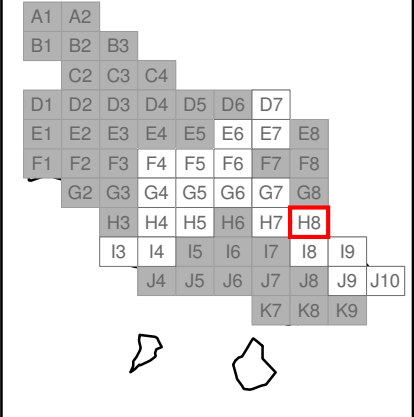 A1 A2
B1 B2 B3
C2 C3 C4
D1 D2 D3 D4 D5 D6 D7
E1 E2 E3 E4 E5 E6 E7 E8
F1 F2 F3 F4 F5 F6 F7 F8
G2 G3 G4 G5 G6 G7 G8
H3 H4 H5 H6 H7 H8
I3 I4 I5 I6 I7 I8 I9
J4 J5 J6 J7 J8 J9 J10
K7 K8 K9